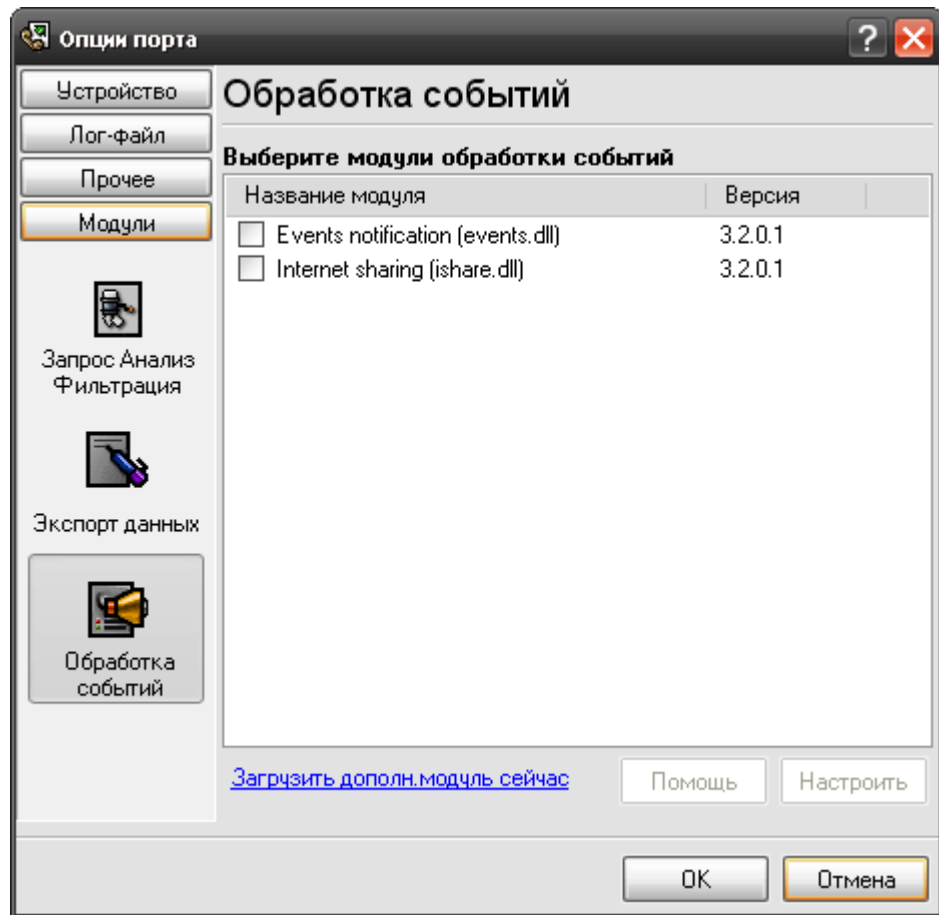 Опции порта
?
Устройство
Лог-файл
Прочее
Модули
Запрос Анализ
Фильтрация
Экспорт данных
Обработка
событий
Обработка событий
Выберите модули обработки событий
Название модуля Версия
Events notification (events.dll) 3.2.0.1
Internet sharing (ishare.dll) 3.2.0.1
Загрузить дополн.модуль сейчас Помощь Настроить
OK Отмена